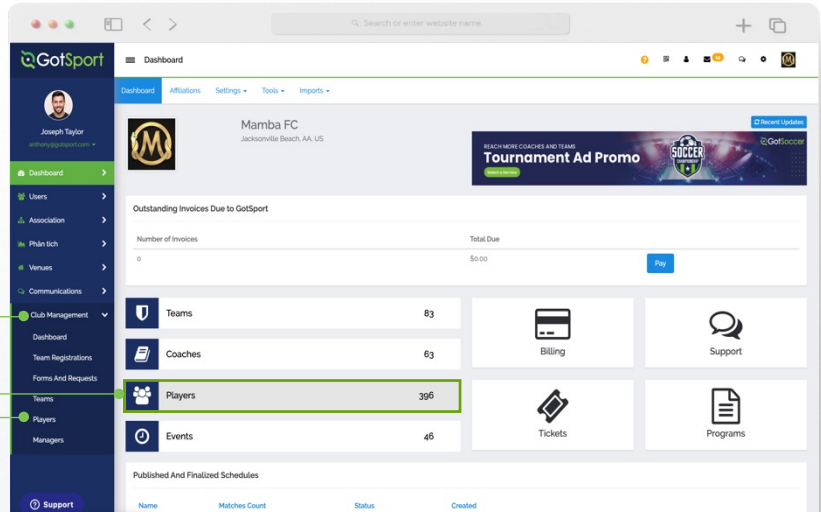 Search or enter website name
GotSport
Dashboard
Joseph Taylor
anthony@gotsport.com
Dashboard
Users
Association
Phân tích
Venues
Communications
Club Management
Dashboard
Team Registrations
Forms And Requests
Teams
Players
Managers
Support
Dashboard Affiliations Settings Tools Imports
Mamba FC
Jacksonville Beach, AA, US
Recent Updates
REACH MORE COACHES AND TEAMS
Tournament Ad Promo
SOCCER
GotSoccer
Outstanding Invoices Due to GotSport
Number of Invoices Total Due
0 $0.00 Pay
Teams 83
Coaches 63
Players 396
Events 46
Billing Support
Tickets Programs
Published And Finalized Schedules
Name Matches Count Status Created